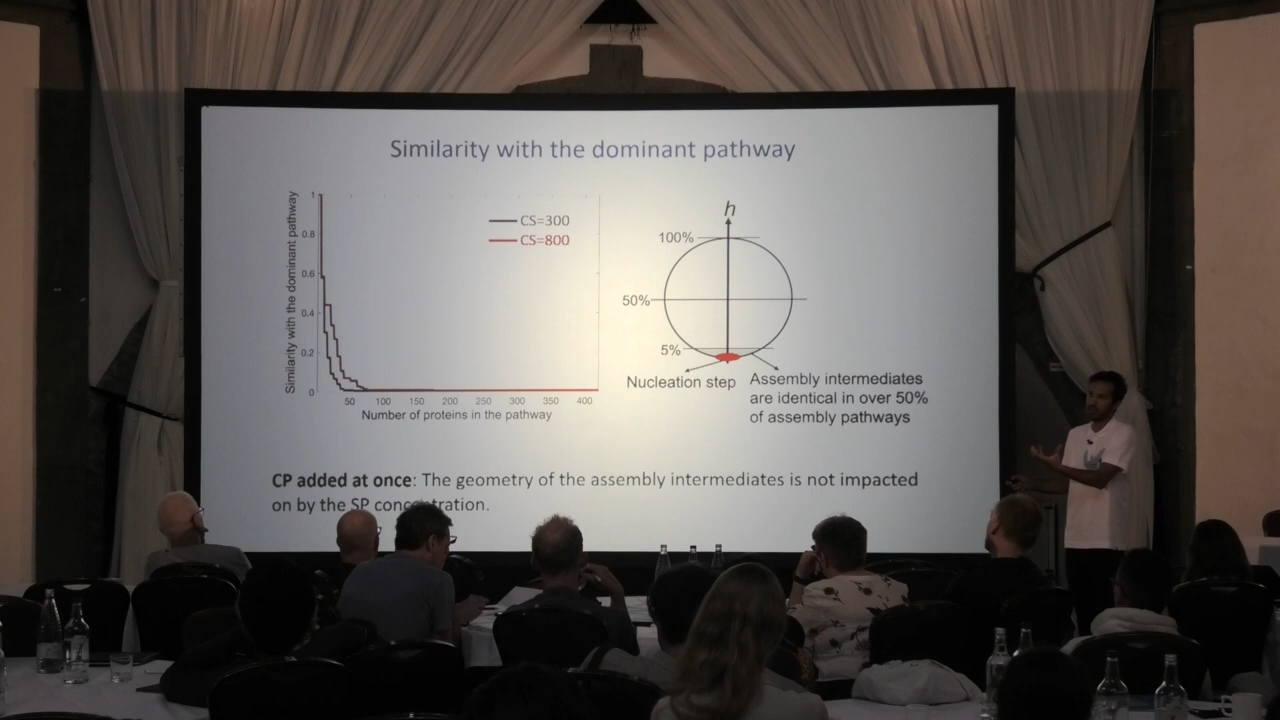 Similarity with the dominant pathway
Similarity with the dominant pathway
1
0.8
0.6
0.4
0.2
0
50
100
150
200
250
300
350
400
Number of proteins in the pathway
CS=300
CS=800
h
100%
50%
5%
Nucleation step
Assembly intermediates
are identical in over 50%
of assembly pathways
CP added at once: The geometry of the assembly intermediates is not impacted
on by the SP